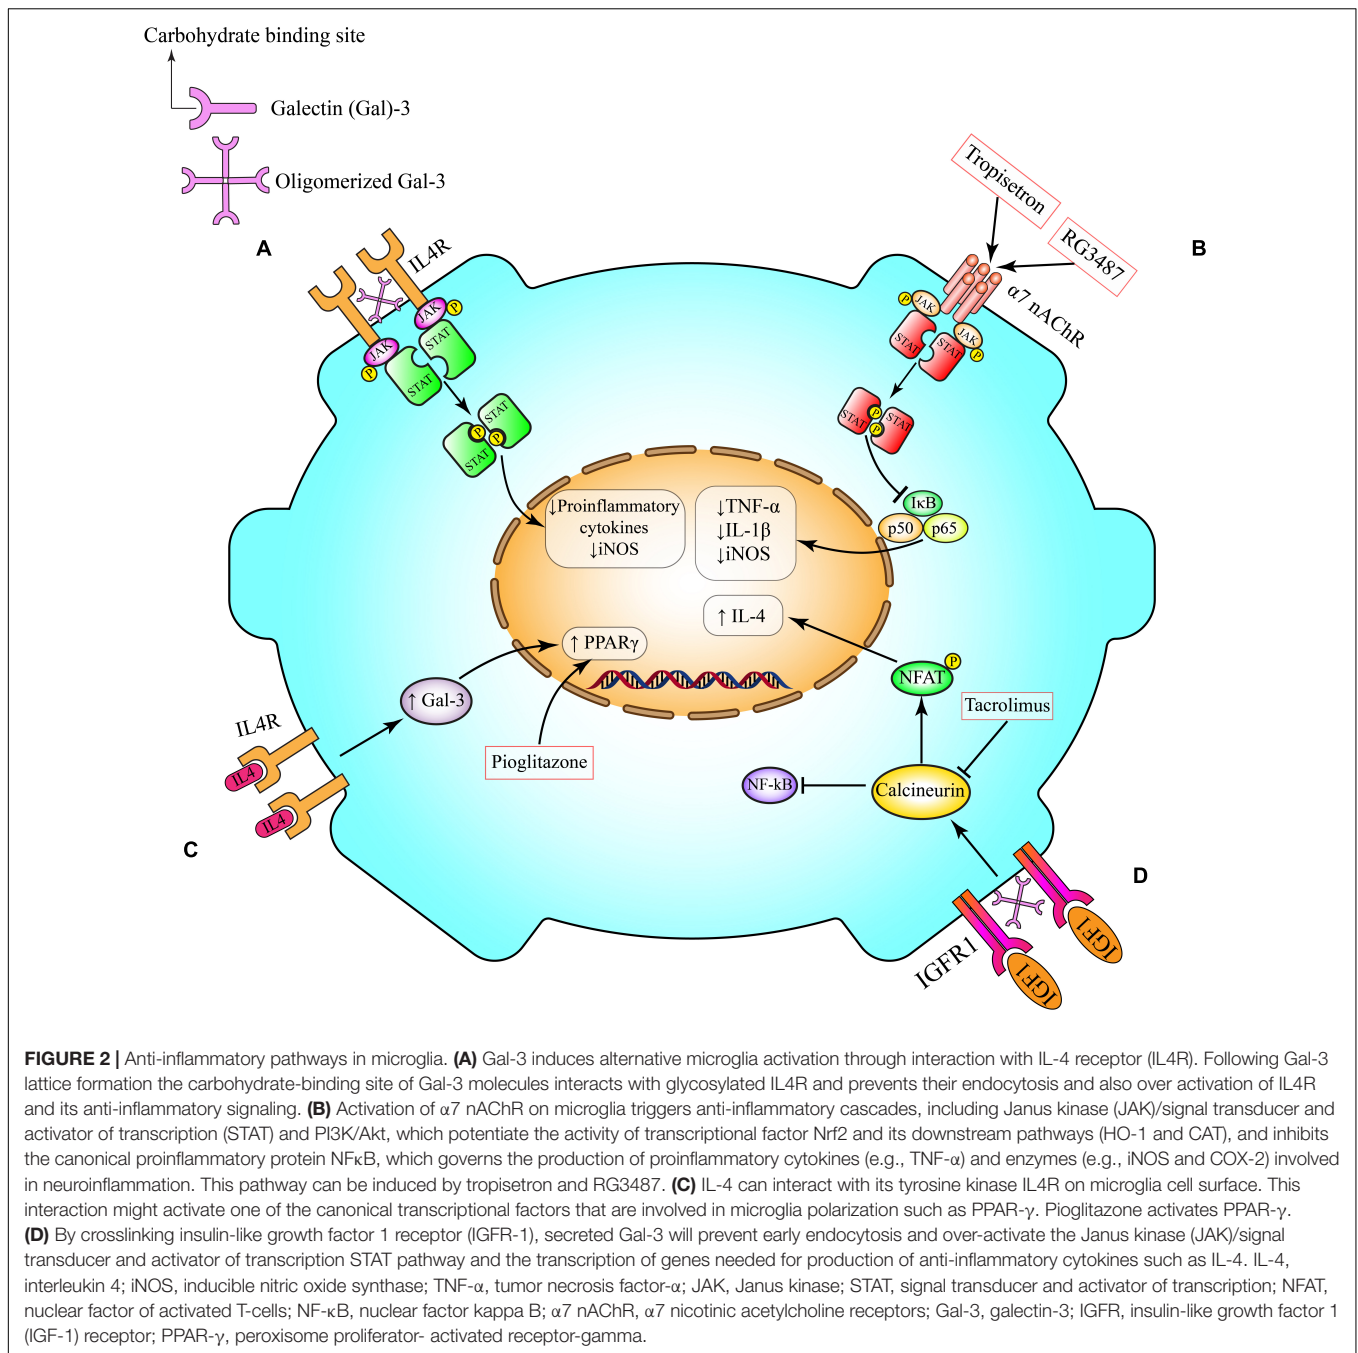 Carbohydrate binding site
Galectin (Gal)-3
Oligomerized Gal-3
A
IL4R
JAK
P
JAK
P
STAT
STAT
STAT
P
P
STAT
↓Proinflammatory
cytokines
↓iNOS
Tropisetron
RG3487
B
α7 nAChR
P
JAK
JAK
P
STAT
STAT
STAT
P
P
STAT
IκB
p50
p65
↓TNF-α
↓IL-1β
↓iNOS
↑ IL-4
↑ PPARγ
↑ Gal-3
Pioglitazone
IL4R
IL4
IL4
C
NFAT
P
Tacrolimus
NF-kB
Calcineurin
D
IGFR1
IGF1
IGF1
FIGURE 2 | Anti-inflammatory pathways in microglia. (A) Gal-3 induces alternative microglia activation through interaction with IL-4 receptor (IL4R). Following Gal-3
lattice formation the carbohydrate-binding site of Gal-3 molecules interacts with glycosylated IL4R and prevents their endocytosis and also over activation of IL4R
and its anti-inflammatory signaling. (B) Activation of α7 nAChR on microglia triggers anti-inflammatory cascades, including Janus kinase (JAK)/signal transducer and
activator of transcription (STAT) and PI3K/Akt, which potentiate the activity of transcriptional factor Nrf2 and its downstream pathways (HO-1 and CAT), and inhibits
the canonical proinflammatory protein NFκB, which governs the production of proinflammatory cytokines (e.g., TNF-α) and enzymes (e.g., iNOS and COX-2) involved
in neuroinflammation. This pathway can be induced by tropisetron and RG3487. (C) IL-4 can interact with its tyrosine kinase IL4R on microglia cell surface. This
interaction might activate one of the canonical transcriptional factors that are involved in microglia polarization such as PPAR-γ. Pioglitazone activates PPAR-γ.
(D) By crosslinking insulin-like growth factor 1 receptor (IGFR-1), secreted Gal-3 will prevent early endocytosis and over-activate the Janus kinase (JAK)/signal
transducer and activator of transcription STAT pathway and the transcription of genes needed for production of anti-inflammatory cytokines such as IL-4. IL-4,
interleukin 4; iNOS, inducible nitric oxide synthase; TNF-α, tumor necrosis factor-α; JAK, Janus kinase; STAT, signal transducer and activator of transcription; NFAT,
nuclear factor of activated T-cells; NF-κB, nuclear factor kappa B; α7 nAChR, α7 nicotinic acetylcholine receptors; Gal-3, galectin-3; IGFR, insulin-like growth factor 1
(IGF-1) receptor; PPAR-γ, peroxisome proliferator- activated receptor-gamma.